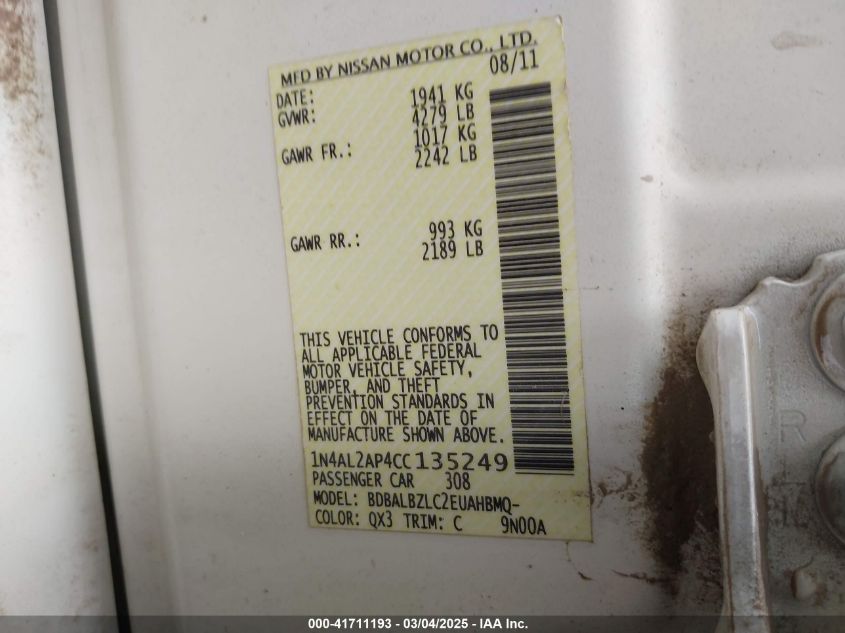 MFD BY NISSAN MOTOR CO., LTD.
DATE: 08/11
GVWR: 1941 KG
4279 LB
GAWR FR.: 1017 KG
2242 LB
GAWR RR.: 993 KG
2189 LB
THIS VEHICLE CONFORMS TO
ALL APPLICABLE FEDERAL
MOTOR VEHICLE SAFETY,
BUMPER, AND THEFT
PREVENTION STANDARDS IN
EFFECT ON THE DATE OF
MANUFACTURE SHOWN ABOVE.
1N4AL2AP4CC135249
PASSENGER CAR 308
MODEL: BDBALBZLC2EUAHBMQ-
COLOR: QX3 TRIM: C 9N00A
R
000-41711193 - 03/04/2025 - IAA Inc.